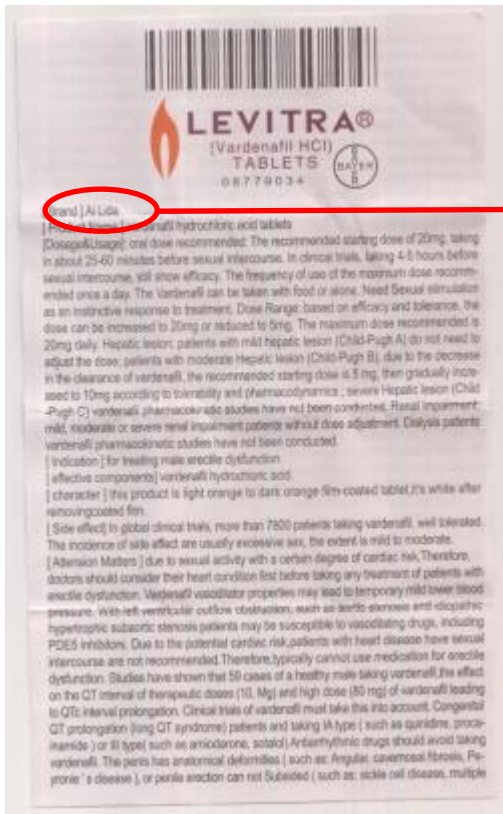 LEVITRA®
(Vardenafil HCl)
TABLETS
BAYER
08779034
[Brand ] Ai Lida
[ Product Name ] Vardenafil hydrochloric acid tablets
[Dosege&Usage]: oral dose recommended: The recommended starting dose of 20mg, taking
in about 25-60 minutes before sexual intercourse. In clinical trials, taking 4-5 hours before
sexual intercourse, still show efficacy. The frequency of use of the maximum dose recomm-
ended once a day. The Vardenafil can be taken with food or alone. Need Sexual stimulation
as an instinctive response to treatment. Dose Range: based on efficacy and tolerance, the
dose can be increased to 20mg or reduced to 5mg. The maximum dose recommended is
20mg daily. Hepatic lesion: patients with mild hepatic lesion (Child-Pugh A) do not need to
adjust the dose; patients with moderate Hepatic lesion (Child-Pugh B), due to the decrease
in the clearance of vardenafil, the recommended starting dose is 5 mg, then gradually incre-
ased to 10mg according to tolerability and pharmacodynamics ; severe Hepatic lesion (Child
-Pugh C) vardenafil pharmacokinetic studies have not been conducted. Ranal impairment:
mild, moderate or severe renal impairment patients without dose adjustment. Dialysis patients
vardenafil pharmacokinetic studies have not been conducted.
[ Indication ] for treating male erectile dysfunction
[ effective components] vardenafil hydrochloric acid
[ character ] this product is light orange to dark orange film-coated tablet,it's white after
removingcoated film.
[ Side effect] In global clinical trials, more than 7800 patients taking vardenafil, well tolerated.
The incidence of side affect are usually excessive sex, the extent is mild to moderate.
[ Attension Matters ] due to sexual activity with a certain degree of cardiac risk,Therefore,
doctors should consider their heart condition first before taking any treatment of patients with
erectile dysfunction. Verdenafil vasodilator properties may lead to temporary mild lower blood
pressure. With left ventricular outflow obstruction, such as aortic stenosis and idiopathic
hypertrophic subaortic stenosis patients may be susceptible to vasodilating drugs, including
PDE5 inhibitors. Due to the potential cardiac risk,patients with heart disease have sexual
intercourse are not recommended.Therefore,typically cannot use medication for erectile
dysfunction. Studies have shown that 59 cases of a healthy male taking vardenafil,the effect
on the QT interval of therapeutic doses (10, Mg) and high dose (80 mg) of vardenafil leading
to QTc interval prolongation. Clinical trials of vardenafil must take this into account. Congenital
QT prolongation (long QT syndrome) patients and taking IA type ( such as quinidine, proca-
inamide ) or III type( such as amiodarone, sotalol) Antiarrhythmic drugs should avoid taking
vardenafil. The penis has anatomical deformities ( such as: Angular, cavernosal fibrosis, Pe-
yronie ' s disease ), or penile erection can not Subsided ( such as: sickle cell disease, multiple